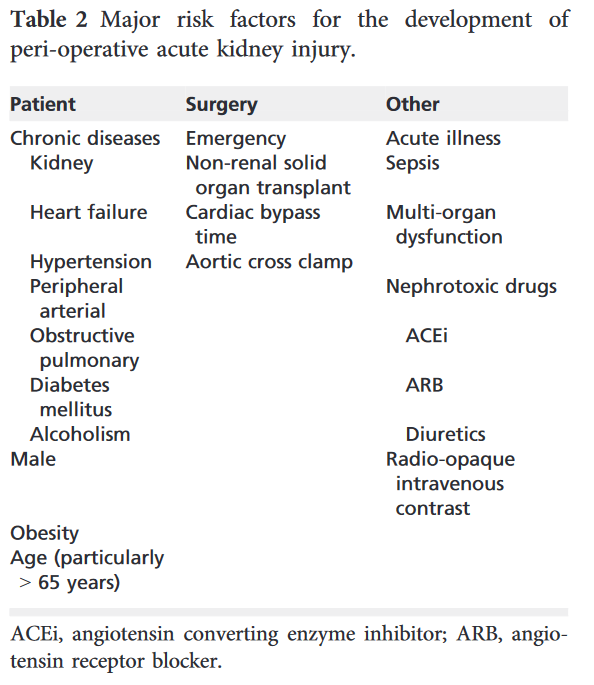 Table 2 Major risk factors for the development of
peri-operative acute kidney injury.
Patient Surgery Other
Chronic diseases Emergency Acute illness
Kidney Non-renal solid Sepsis
organ transplant
Heart failure Cardiac bypass Multi-organ
time dysfunction
Hypertension Aortic cross clamp
Peripheral Nephrotoxic drugs
arterial
Obstructive ACEi
pulmonary
Diabetes ARB
mellitus
Alcoholism Diuretics
Male Radio-opaque
intravenous
contrast
Obesity
Age (particularly
> 65 years)
ACEi, angiotensin converting enzyme inhibitor; ARB, angio-
tensin receptor blocker.